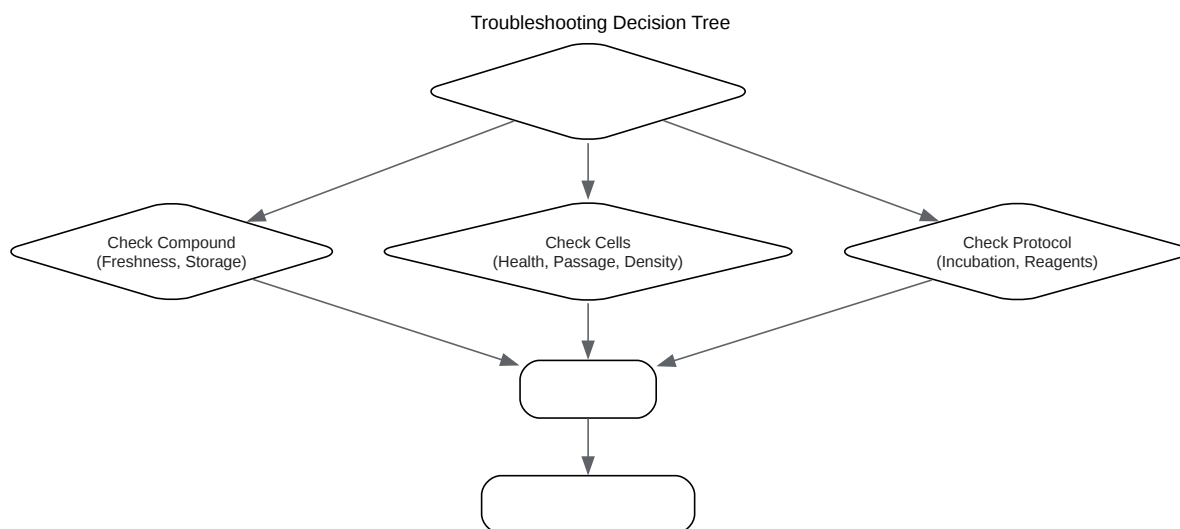 Troubleshooting Decision Tree
Check Compound
(Freshness, Storage)
Check Cells
(Health, Passage, Density)
Check Protocol
(Incubation, Reagents)